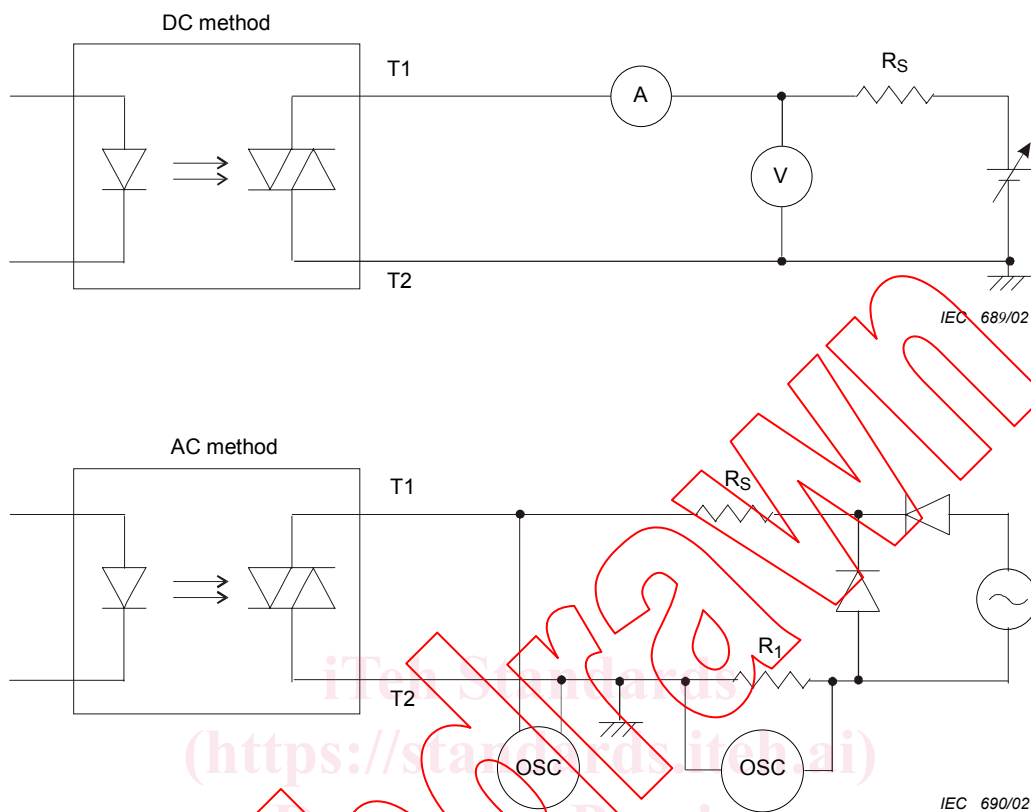 DC method
T1
A
RS
V
T2
IEC 689/02
AC method
T1
RS
R1
T2
iTeh Standards
(https://standards.iteh.ai)
OSC
OSC
IEC 690/02